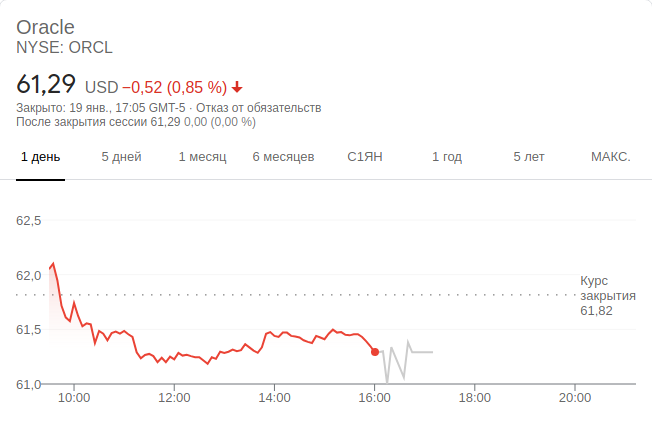 Oracle
NYSE: ORCL
61,29 USD −0,52 (0,85 %)
Закрыто: 19 янв., 17:05 GMT-5 · Отказ от обязательств
После закрытия сессии 61,29 0,00 (0,00 %)
1 день 5 дней 1 месяц 6 месяцев С1ЯН 1 год 5 лет МАКС.
62,5
62,0
Курс
закрытия
61,82
61,5
61,0
10:00 12:00 14:00 16:00 18:00 20:00